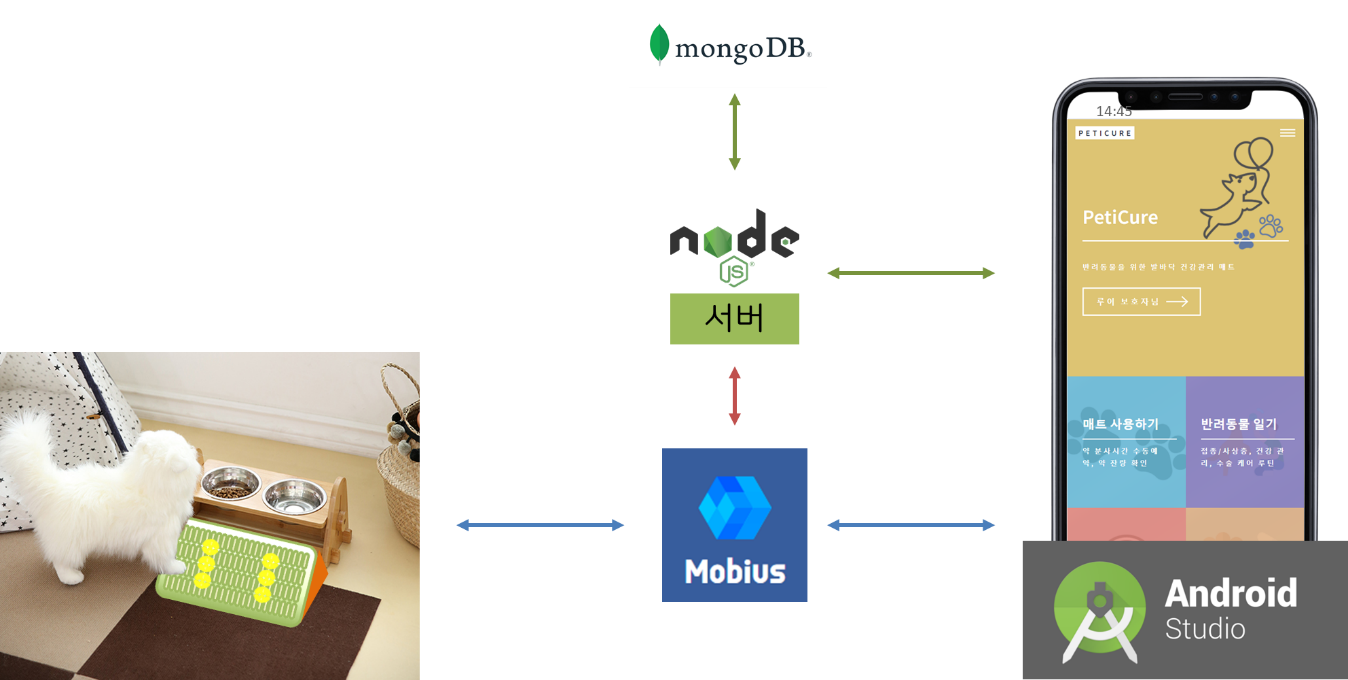 mongoDB®
14:45
PETICURE
node
JS®
서버
PetiCure
반려동물을 위한 발바닥 건강관리 매트
루이 보호자님
매트 사용하기
약 분사시간 수동예
약, 약 잔량 확인
반려동물 일기
접종/사상충, 건강 관
리, 수술 케어 루틴
Mobius
Android
Studio